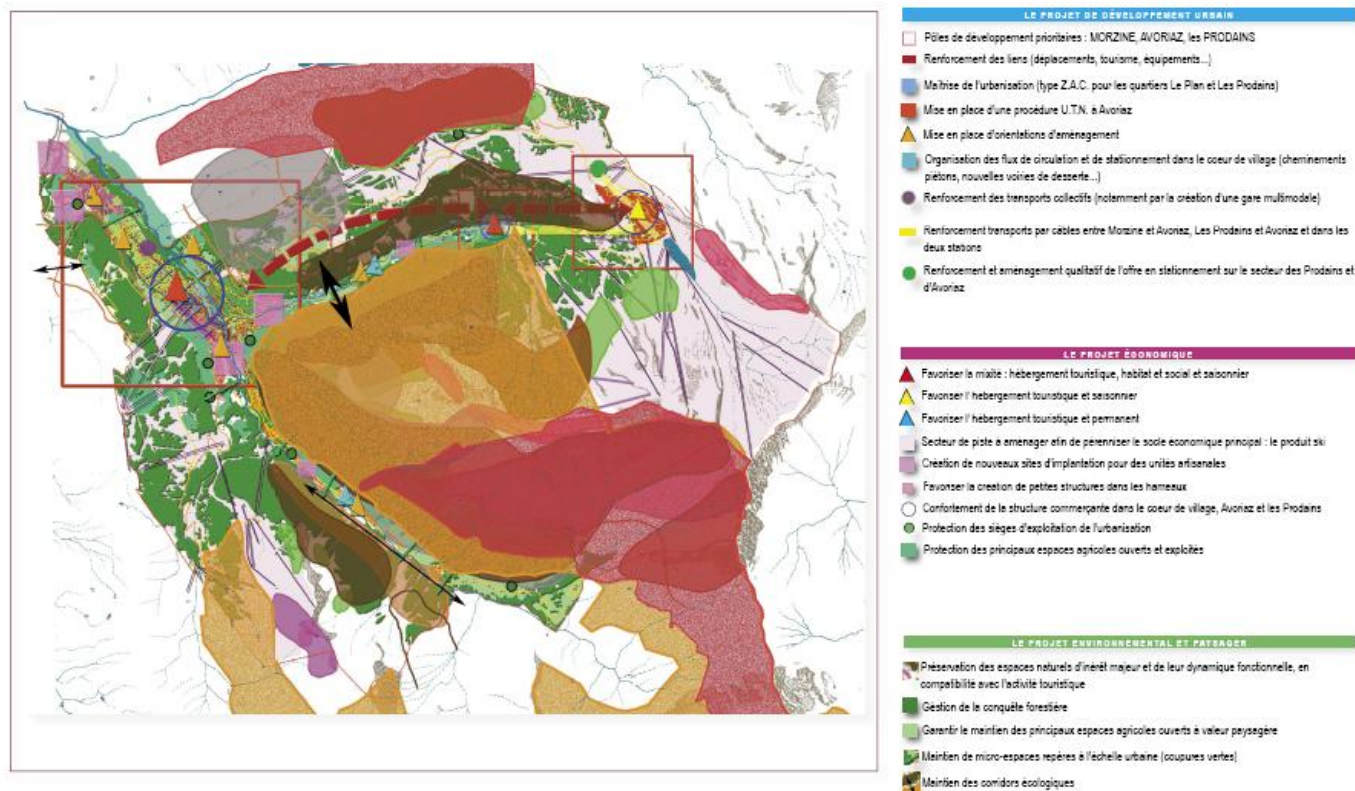 LE PROJET DE DÉVELOPPEMENT URBAIN
Pôles de développement prioritaires : MORZINE, AVORIAZ, les PRODAINS
Renforcement des liens (déplacements, tourisme, équipements...)
Maîtrise de l'urbanisation (type Z.A.C. pour les quartiers Le Plan et Les Prodains)
Mise en place d'une procédure U.T.N. à Avoriaz
Mise en place d'orientations d'aménagement
Organisation des flux de circulation et de stationnement dans le coeur de village (cheminements
piétons, nouvelles voiries de desserte...)
Renforcement des transports collectifs (notamment par la création d'une gare multimodale)
Renforcement transports par câbles entre Morzine et Avoriaz, Les Prodains et Avoriaz et dans les
deux stations
Renforcement et aménagement qualitatif de l'offre en stationnement sur le secteur des Prodains et
d'Avoriaz
LE PROJET ÉCONOMIQUE
Favoriser la mixité : hébergement touristique, habitat et social et saisonnier
Favoriser l' hébergement touristique et saisonnier
Favoriser l' hébergement touristique et permanent
Secteur de piste à aménager afin de pérenniser le socle économique principal : le produit ski
Création de nouveaux sites d'implantation pour des unités artisanales
Favoriser la création de petites structures dans les hameaux
Confortement de la structure commerçante dans le coeur de village, Avoriaz et les Prodains
Protection des sièges d'exploitation de l'urbanisation
Protection des principaux espaces agricoles ouverts et exploités
LE PROJET ENVIRONNEMENTAL ET PAYSAGER
Préservation des espaces naturels d'inérêt majeur et de leur dynamique fonctionnelle, en
compatibilité avec l'activité touristique
Géstion de la conquête forestière
Garantir le maintien des principaux espaces agricoles ouverts à valeur paysagère
Maintien de micro-espaces repères à l'échelle urbaine (coupures vertes)
Maintien des corridors écologiques